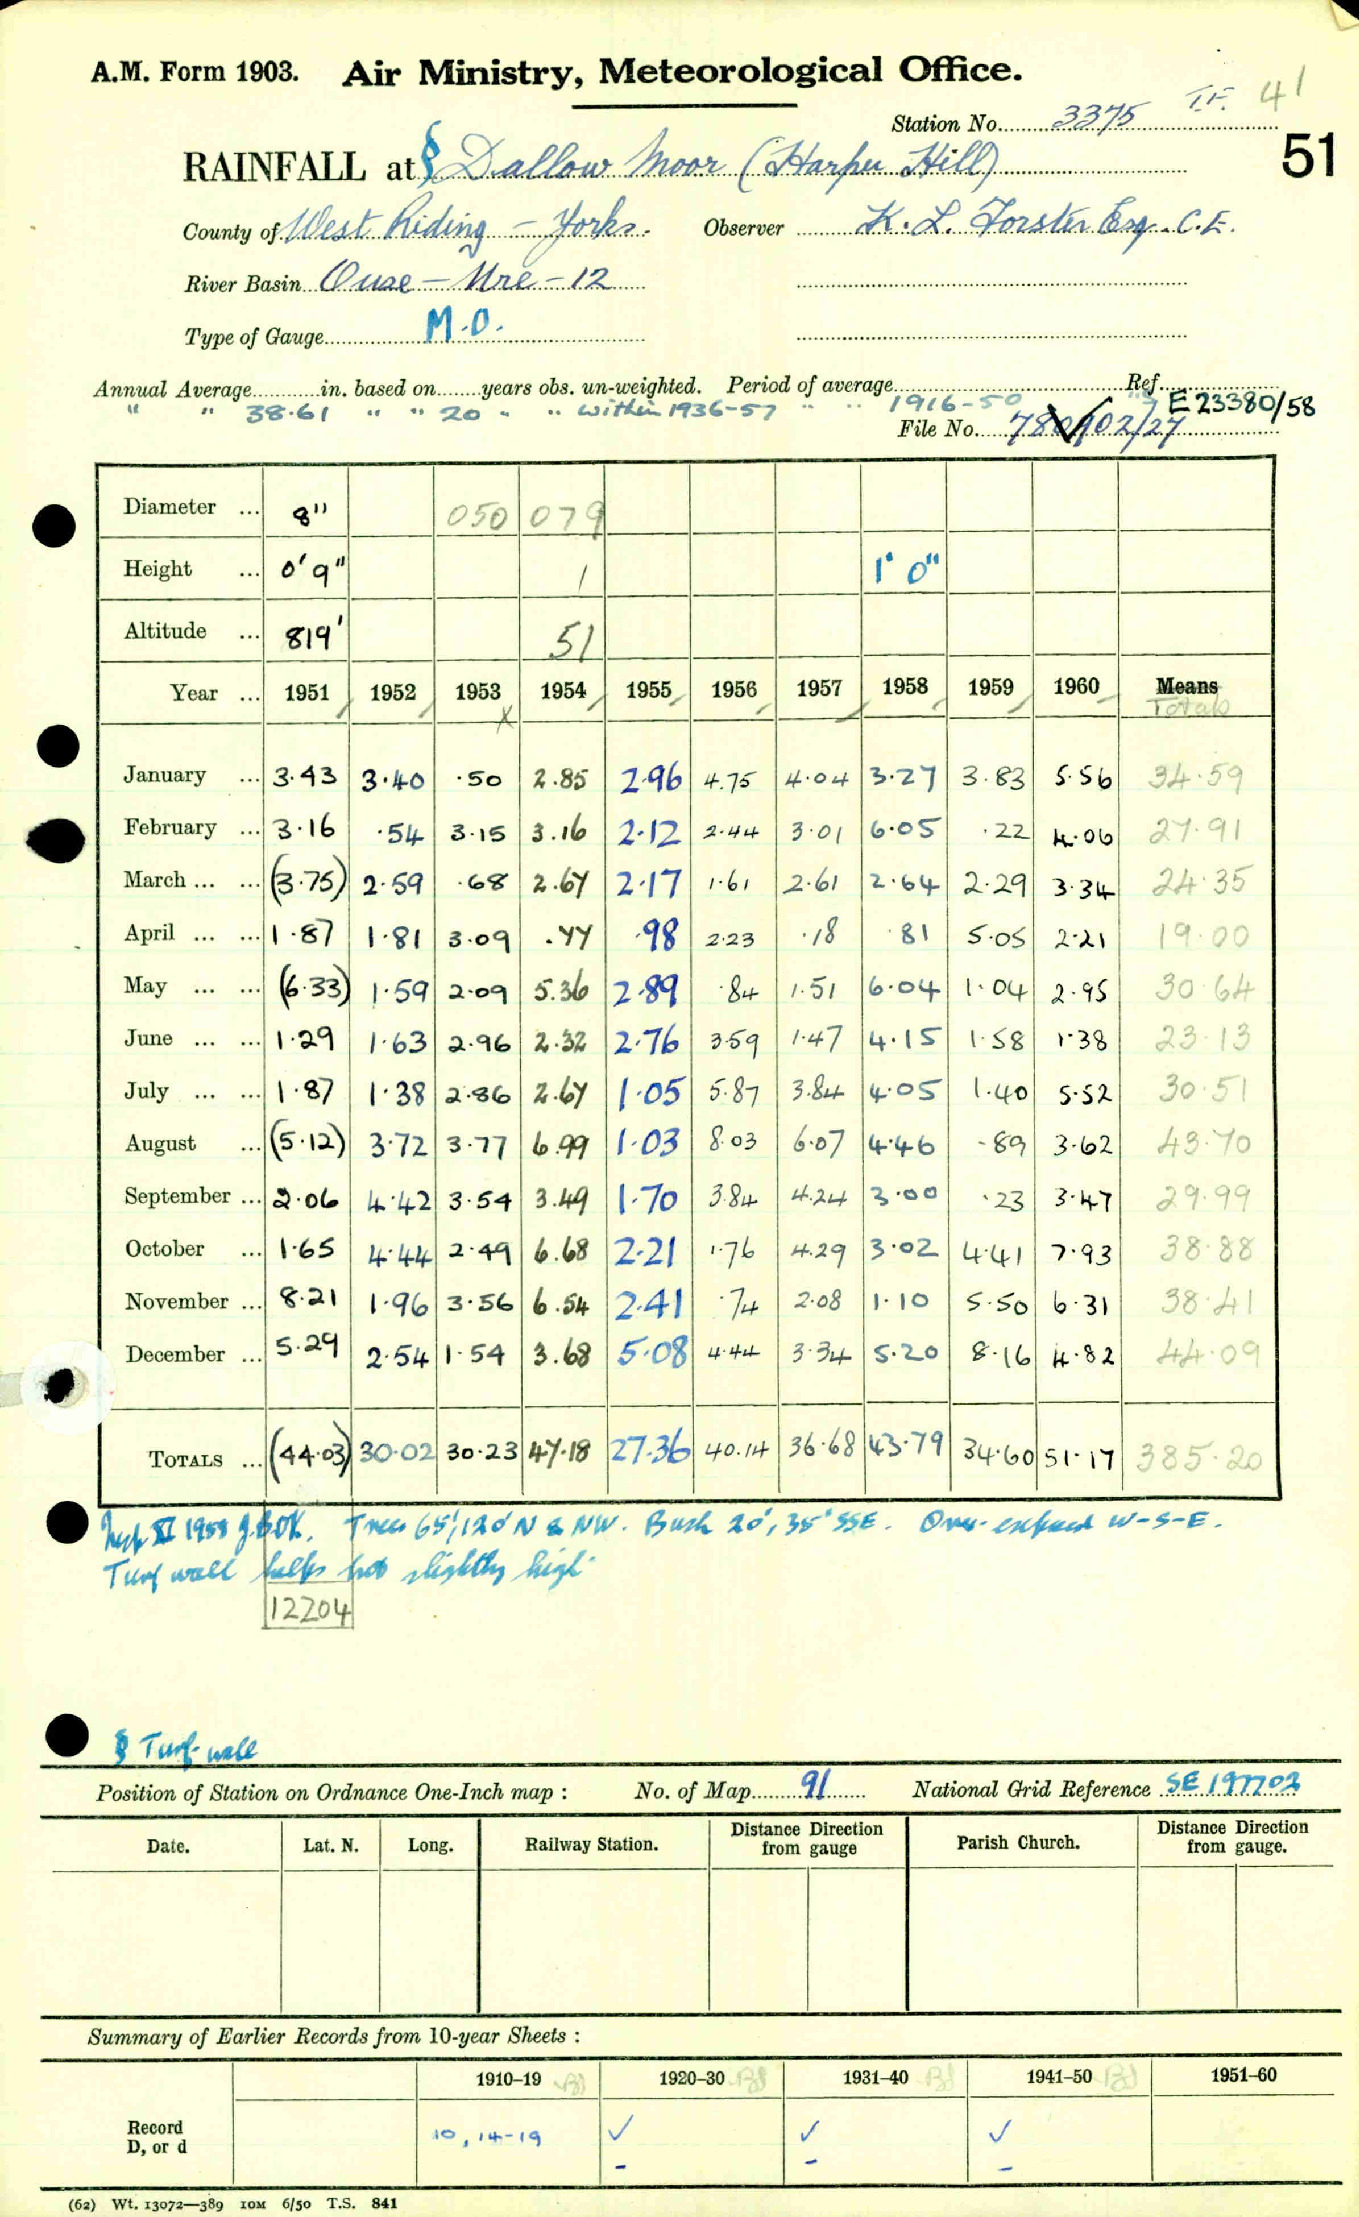 A.M. Form 1903. Air Ministry, Meteorological Office.
T.F. 41
Station No. 3375
51
RAINFALL at § Dallow Moor (Harper Hill)
County of West Riding – Yorks. Observer K. L. Forster Esq. C.E.
River Basin Ouse – Ure – 12
Type of Gauge M.O.
Annual Average in. based on years obs. un-weighted. Period of average Ref.
" " 38.61 " " 20 " " within 1936-57 " " 1916-50 " E23380/58
File No. 780902/27
Diameter ... 8" 050 079
Height ... 0'9" 1 1' 0"
Altitude ... 819' 51
Year ... 1951 1952 1953 1954 1955 1956 1957 1958 1959 1960 Means
x Totals
January ... 3.43 3.40 .50 2.85 2.96 4.75 4.04 3.27 3.83 5.56 34.59
February ... 3.16 .54 3.15 3.16 2.12 2.44 3.01 6.05 .22 4.06 27.91
March ... ... (3.75) 2.59 .68 2.67 2.17 1.61 2.61 2.64 2.29 3.34 24.35
April ... ... 1.87 1.81 3.09 .77 .98 2.23 .18 .81 5.05 2.21 19.00
May ... ... (6.33) 1.59 2.09 5.36 2.89 .84 1.51 6.04 1.04 2.95 30.64
June ... ... 1.29 1.63 2.96 2.32 2.76 3.59 1.47 4.15 1.58 1.38 23.13
July ... ... 1.87 1.38 2.86 2.67 1.05 5.87 3.84 4.05 1.40 5.52 30.51
August ... (5.12) 3.72 3.77 6.99 1.03 8.03 6.07 4.46 .89 3.62 43.70
September ... 2.06 4.42 3.54 3.49 1.70 3.84 4.24 3.00 .23 3.47 29.99
October ... 1.65 4.44 2.49 6.68 2.21 1.76 4.29 3.02 4.41 7.93 38.88
November ... 8.21 1.96 3.56 6.54 2.41 .74 2.08 1.10 5.50 6.31 38.41
December ... 5.29 2.54 1.54 3.68 5.08 4.44 3.34 5.20 8.16 4.82 44.09
TOTALS ... (44.03) 30.02 30.23 47.18 27.36 40.14 36.68 43.79 34.60 51.17 385.20
XI 1958 Trees 65', 120' N & NW. Bush 20', 35' SSE. Over-exposed W-S-E.
Turf wall helps but slightly high.
12204
§ Turf-wall
Position of Station on Ordnance One-Inch map : No. of Map 91 National Grid Reference SE 197702
Date. Lat. N. Long. Railway Station. Distance Direction from gauge Parish Church. Distance Direction from gauge.
Summary of Earlier Records from 10-year Sheets :
1910–19 1920–30 1931–40 1941–50 1951–60
Record
D, or d
10, 14-19 ✓ ✓ ✓
– – –
(62) Wt. 13072—389 10M 6/50 T.S. 841